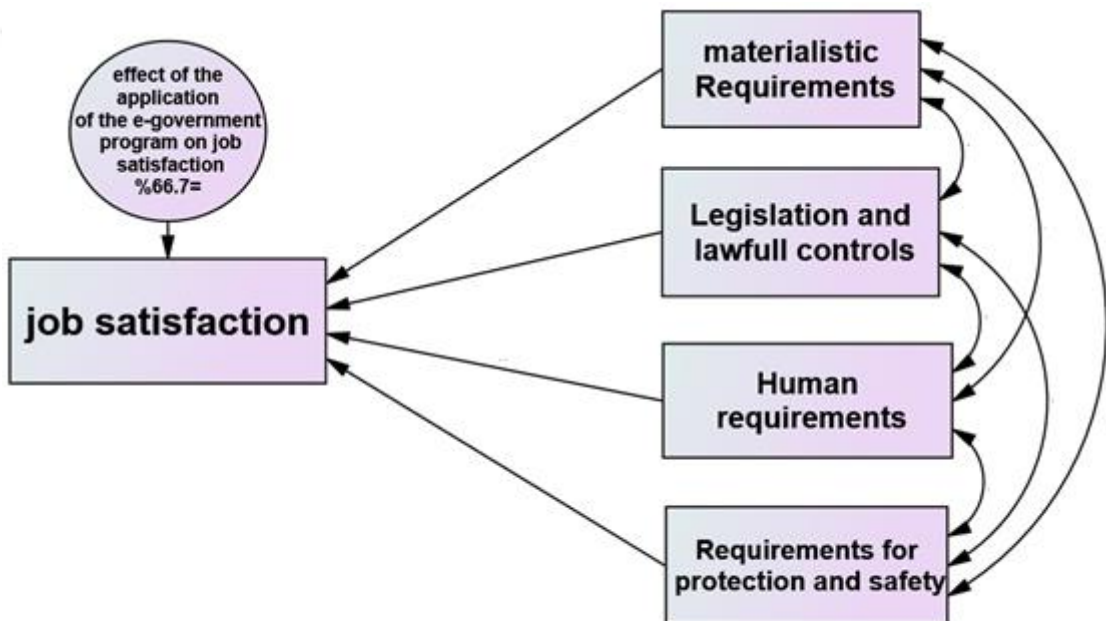 effect of the
application
of the e-government
program on job
satisfaction
%66.7=
job satisfaction
materialistic
Requirements
Legislation and
lawfull controls
Human
requirements
Requirements for
protection and safety